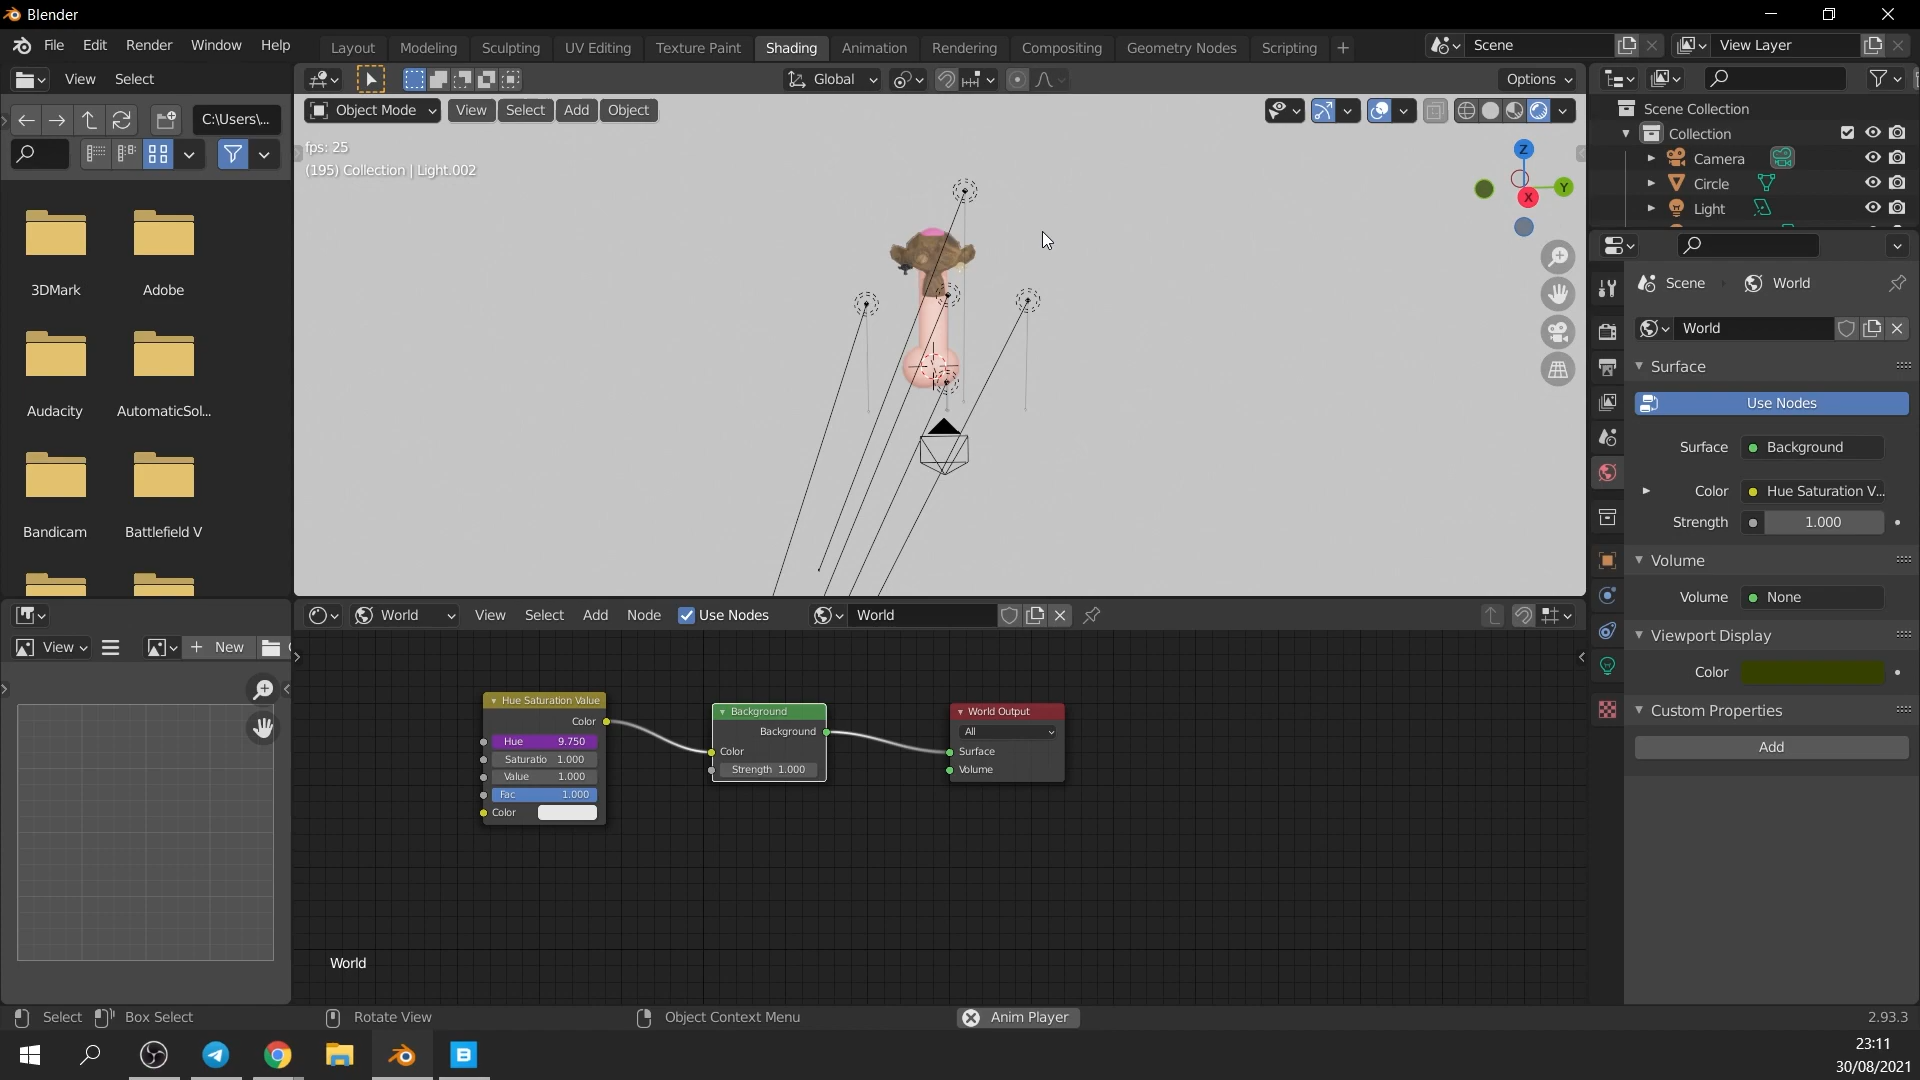 Blender
File Edit Render Window Help
Layout Modeling Sculpting UV Editing Texture Paint Shading Animation Rendering Compositing Geometry Nodes Scripting +
Scene
View Layer
View Select
Global
Options
C:\Users\...
Object Mode View Select Add Object
fps: 25
(195) Collection | Light.002
Z
Y
X
Scene Collection
Collection
Camera
Circle
Light
Scene World
World
Surface
Use Nodes
Surface Background
Color Hue Saturation V...
Strength 1.000
Volume
Volume None
Viewport Display
Color
Custom Properties
Add
3DMark Adobe
Audacity AutomaticSol...
Bandicam Battlefield V
View
New
World View Select Add Node Use Nodes World
Hue Saturation Value
Color
Hue 9.750
Saturatio 1.000
Value 1.000
Fac 1.000
Color
Background
Background
Color
Strength 1.000
World Output
All
Surface
Volume
World
Select Box Select Rotate View Object Context Menu Anim Player 2.93.3
23:11
30/08/2021